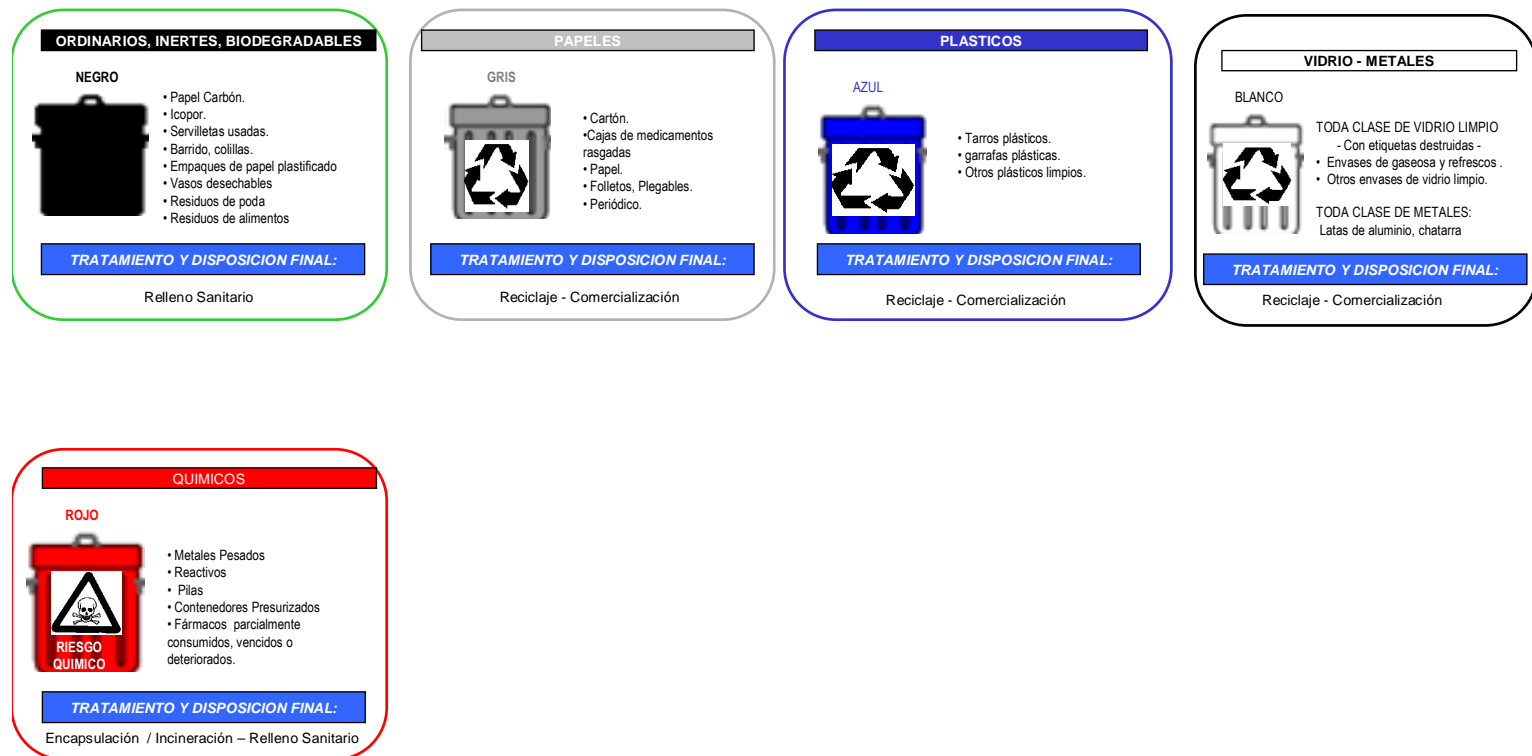 ORDINARIOS, INERTES, BIODEGRADABLES
NEGRO
• Papel Carbón.
• Icopor.
• Servilletas usadas.
• Barrido, colillas.
• Empaques de papel plastificado
• Vasos desechables
• Residuos de poda
• Residuos de alimentos
TRATAMIENTO Y DISPOSICION FINAL:
Relleno Sanitario
PAPELES
GRIS
• Cartón.
•Cajas de medicamentos
rasgadas
• Papel.
• Folletos, Plegables.
• Periódico.
TRATAMIENTO Y DISPOSICION FINAL:
Reciclaje - Comercialización
PLASTICOS
AZUL
• Tarros plásticos.
• garrafas plásticas.
• Otros plásticos limpios.
TRATAMIENTO Y DISPOSICION FINAL:
Reciclaje - Comercialización
VIDRIO - METALES
BLANCO
TODA CLASE DE VIDRIO LIMPIO
- Con etiquetas destruidas -
• Envases de gaseosa y refrescos .
• Otros envases de vidrio limpio.
TODA CLASE DE METALES:
Latas de aluminio, chatarra
TRATAMIENTO Y DISPOSICION FINAL:
Reciclaje - Comercialización
QUIMICOS
ROJO
RIESGO
QUIMICO
• Metales Pesados
• Reactivos
• Pilas
• Contenedores Presurizados
• Fármacos parcialmente
consumidos, vencidos o
deteriorados.
TRATAMIENTO Y DISPOSICION FINAL:
Encapsulación / Incineración – Relleno Sanitario